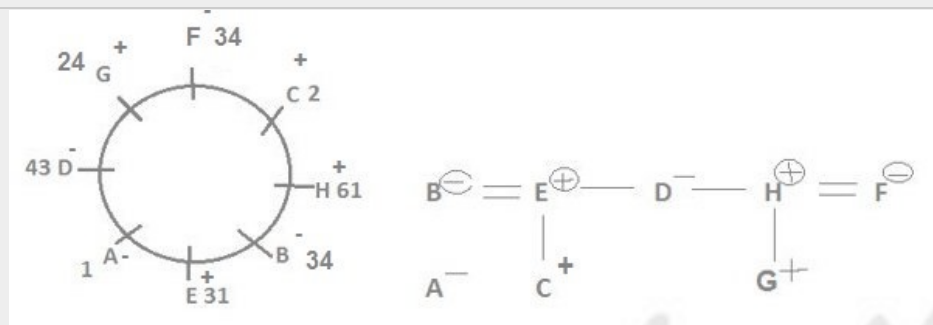 F - 34
24 G +
C + 2
43 D -
H + 61
1 A -
B - 34
E + 31
B - = E + — D - — H + = F -
A - C + G +